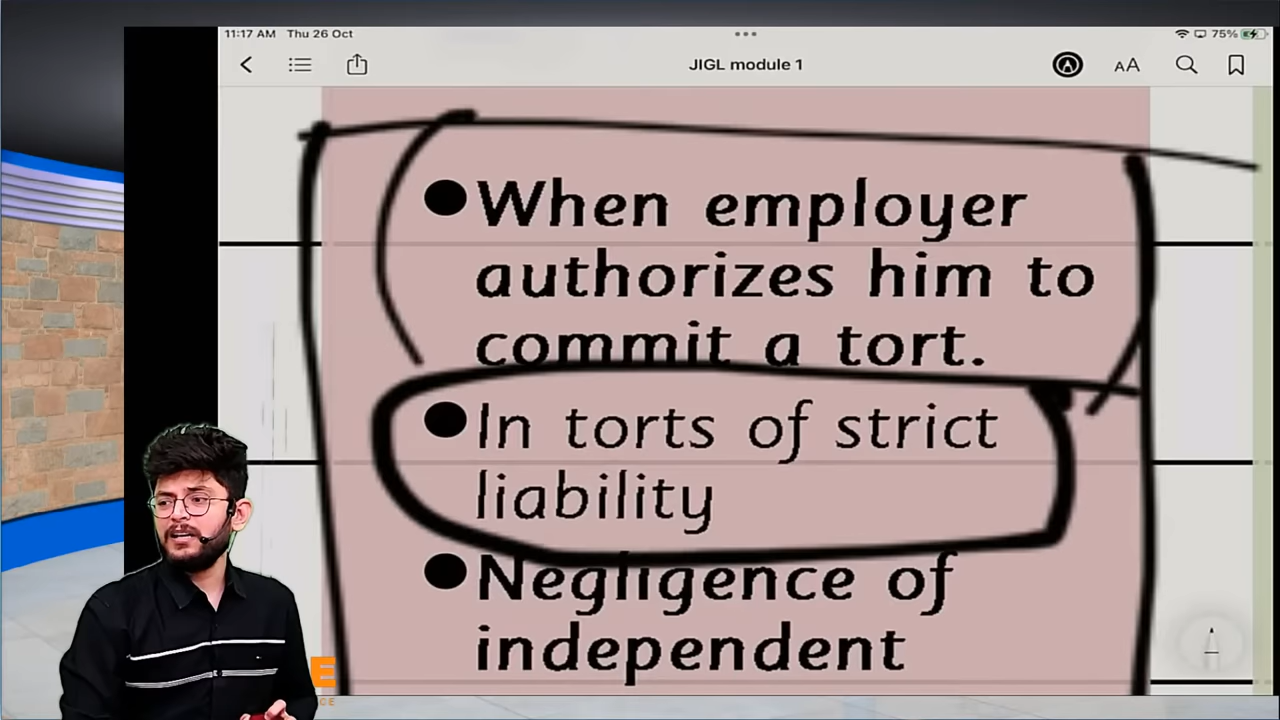 11:17 AM Thu 26 Oct
75%
JIGL module 1
AA
●When employer
authorizes him to
commit a tort.
●In torts of strict
liability
●Negligence of
independent
E
CE